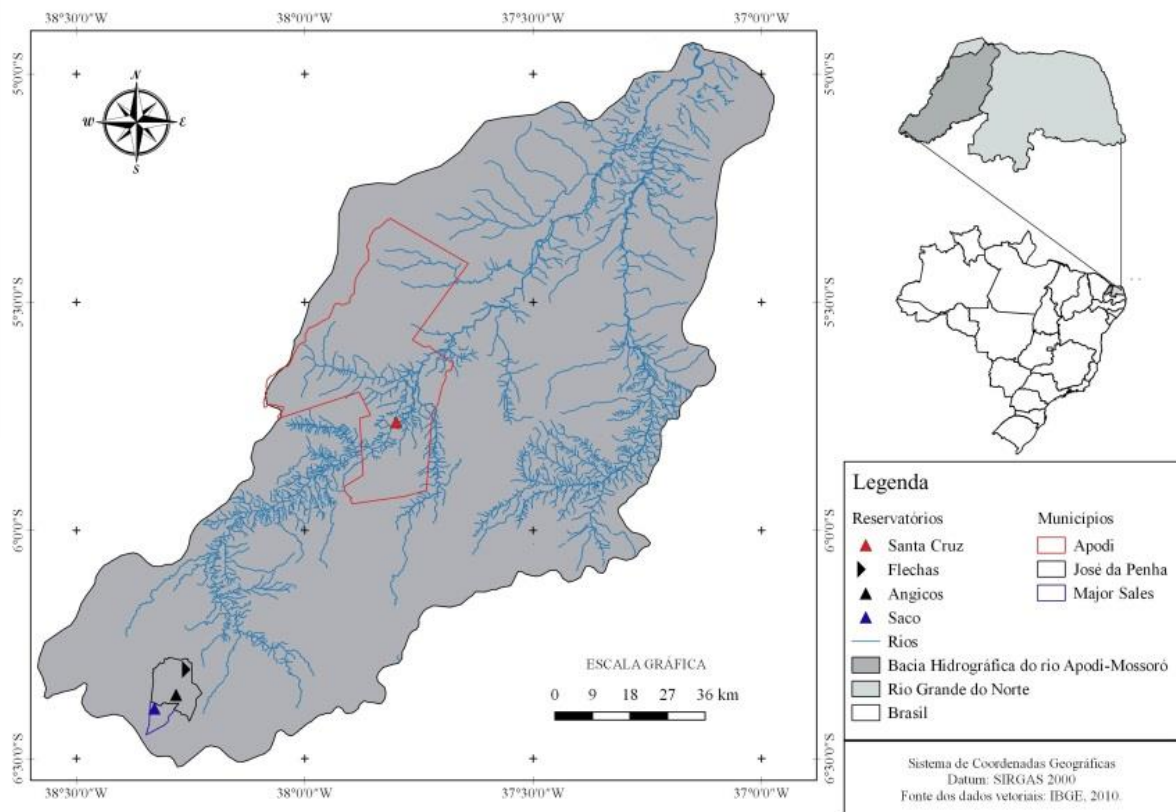 38°30'0"W 38°0'0"W 37°30'0"W 37°0'0"W
5°0'0"S 5°0'0"S
N
W E
S
5°30'0"S 5°30'0"S
6°0'0"S 6°0'0"S
ESCALA GRÁFICA
0 9 18 27 36 km
6°30'0"S 6°30'0"S
38°30'0"W 38°0'0"W 37°30'0"W 37°0'0"W
Legenda
Reservatórios
Santa Cruz
Flechas
Angicos
Saco
Rios
Bacia Hidrográfica do rio Apodi-Mossoró
Rio Grande do Norte
Brasil
Municípios
Apodi
José da Penha
Major Sales
Sistema de Coordenadas Geográficas
Datum: SIRGAS 2000
Fonte dos dados vetoriais: IBGE, 2010.